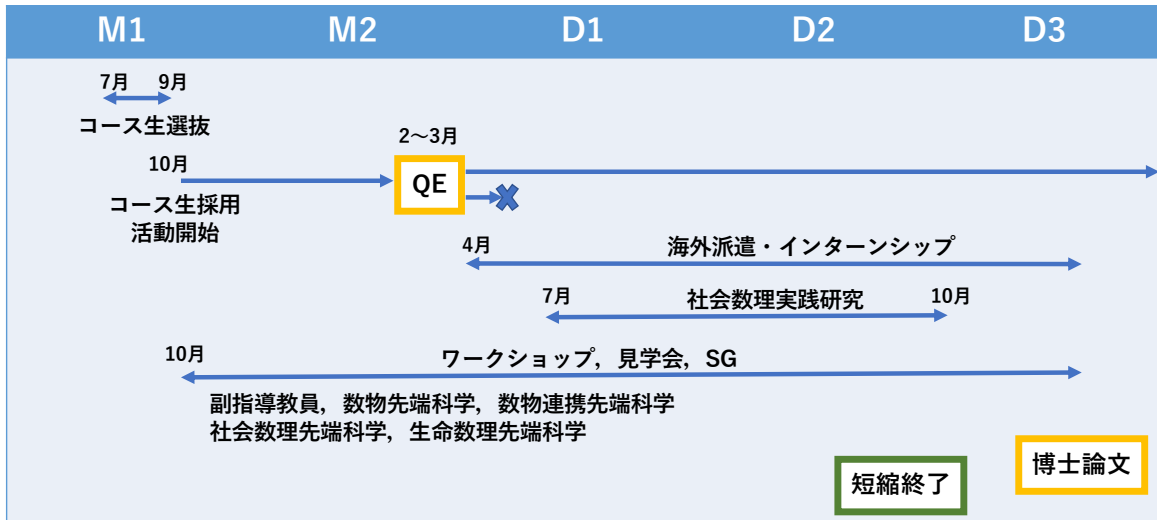 M1 M2 D1 D2 D3
7月 9月
コース生選抜
2～3月
10月
QE
コース生採用
活動開始
4月 海外派遣・インターンシップ
7月 社会数理実践研究 10月
10月 ワークショップ，見学会，SG
副指導教員，数物先端科学，数物連携先端科学
社会数理先端科学，生命数理先端科学
博士論文
短縮終了